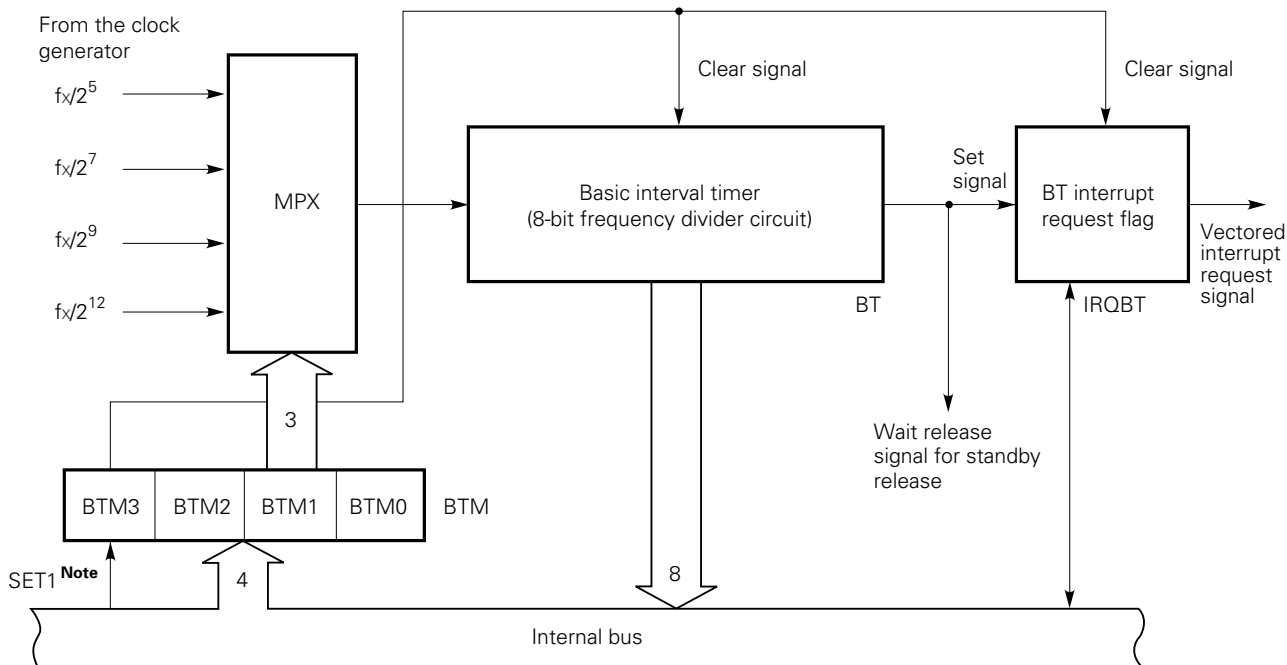 From the clock
generator
fx/2^5
fx/2^7
fx/2^9
fx/2^12
MPX
Clear signal
Clear signal
Basic interval timer
(8-bit frequency divider circuit)
BT
Set
signal
BT interrupt
request flag
IRQBT
Vectored
interrupt
request
signal
Wait release
signal for standby
release
3
BTM3
BTM2
BTM1
BTM0
BTM
SET1 Note
4
8
Internal bus